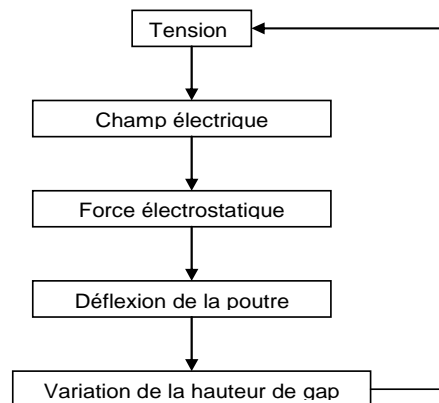 Tension
Champ électrique
Force électrostatique
Déflexion de la poutre
Variation de la hauteur de gap